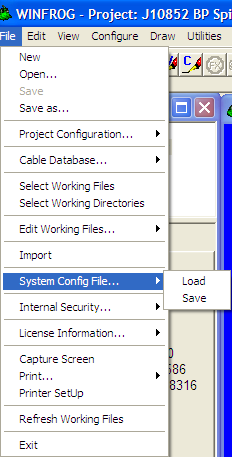 WINFROG - Project: J10852 BP Spi
File Edit View Configure Draw Utilities
New
Open...
Save
Save as...
Project Configuration...
Cable Database...
Select Working Files
Select Working Directories
Edit Working Files...
Import
System Config File...
Load
Save
Internal Security...
License Information...
Capture Screen
Print...
Printer SetUp
Refresh Working Files
Exit
0
586
8316